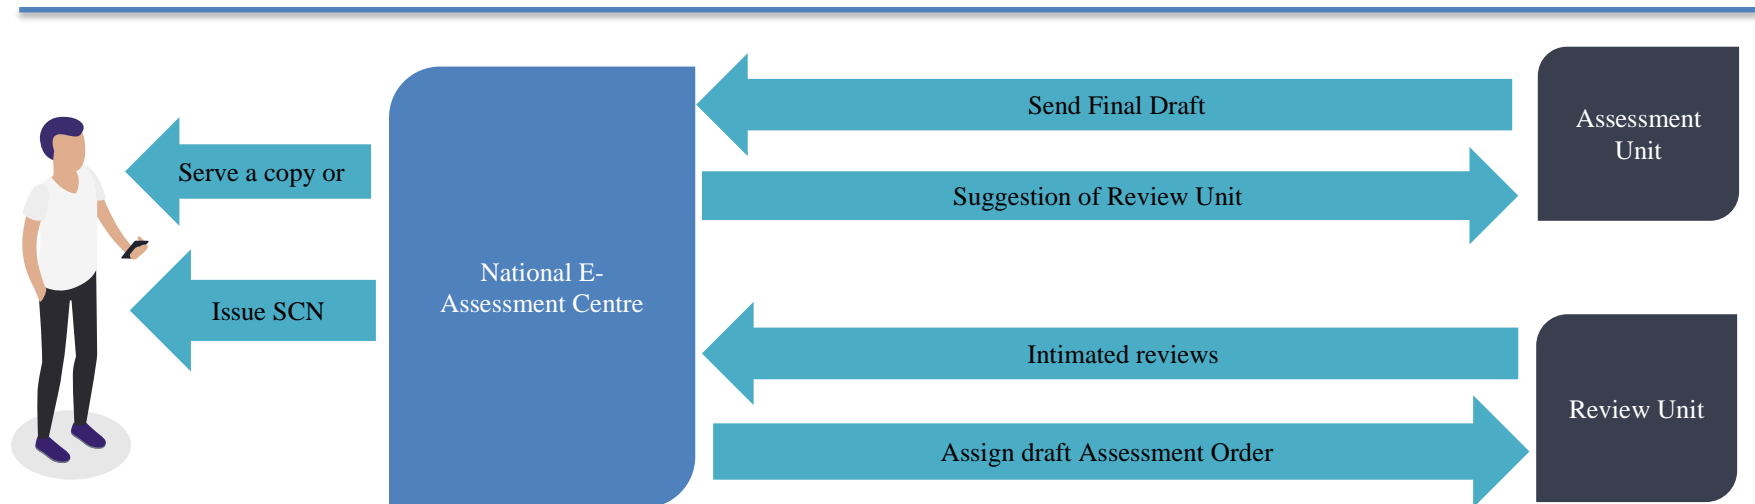 Send Final Draft
Assessment
Unit
Serve a copy or
Suggestion of Review Unit
National E-
Assessment Centre
Issue SCN
Intimated reviews
Review Unit
Assign draft Assessment Order